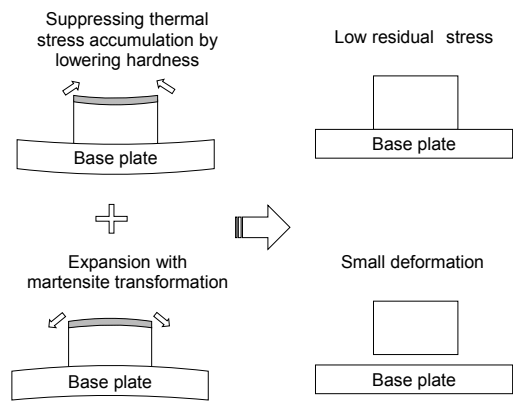 Suppressing thermal
stress accumulation by
lowering hardness
Base plate
Low residual stress
Base plate
Expansion with
martensite transformation
Base plate
Small deformation
Base plate